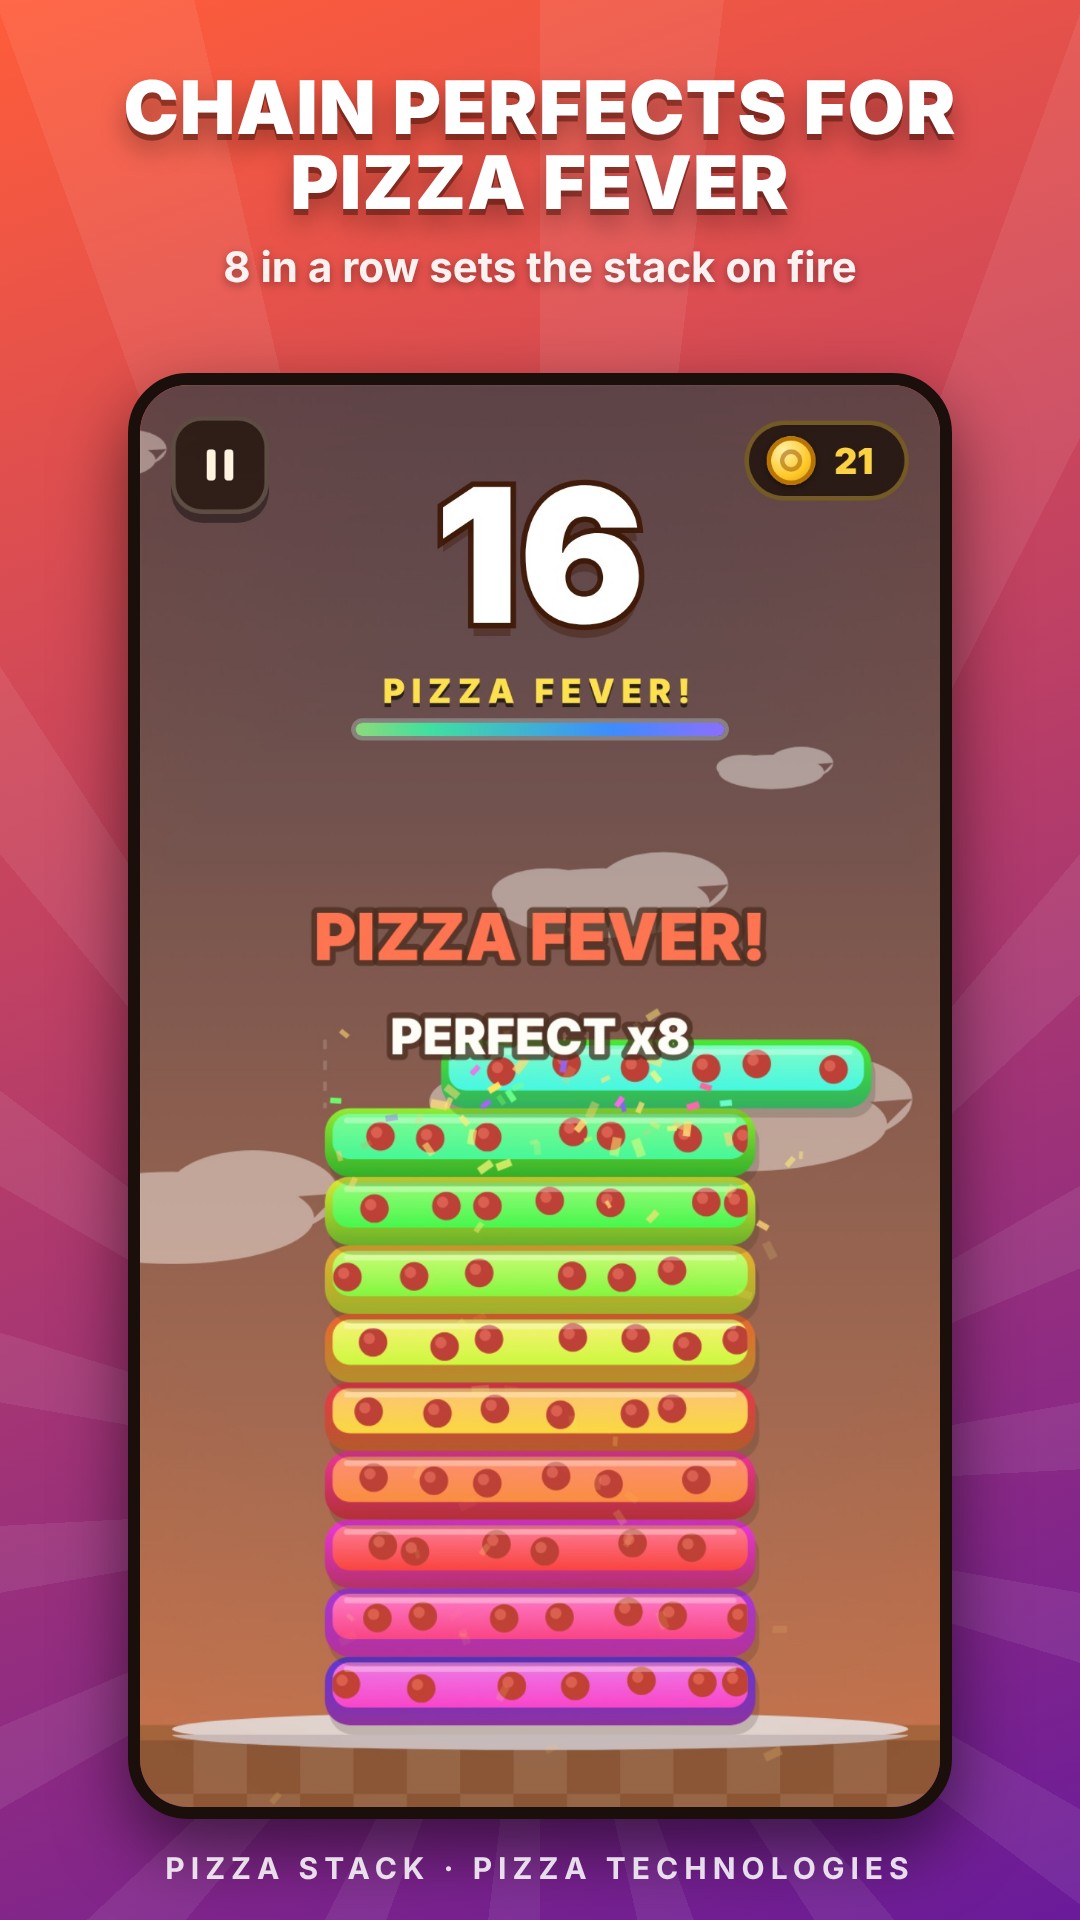 CHAIN PERFECTS FOR
PIZZA FEVER
8 in a row sets the stack on fire
21
16
PIZZA FEVER!
PIZZA FEVER!
PERFECT x8
PIZZA STACK · PIZZA TECHNOLOGIES